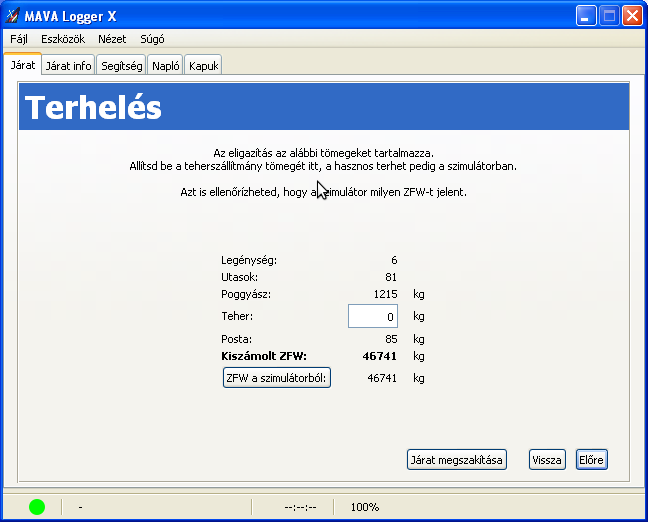 MAVA Logger X
Fájl Eszközök Nézet Súgó
Járat Járat info Segítség Napló Kapuk
Terhelés
Az eligazítás az alábbi tömegeket tartalmazza.
Allítsd be a teherszállítmány tömegét itt, a hasznos terhet pedig a szimulátorban.
Azt is ellenőrízheted, hogy a szimulátor milyen ZFW-t jelent.
Legénység: 6
Utasok: 81
Poggyász: 1215 kg
Teher: 0 kg
Posta: 85 kg
Kiszámolt ZFW: 46741 kg
ZFW a szimulátorból: 46741 kg
Járat megszakítása Vissza Előre
- --:--:-- 100%